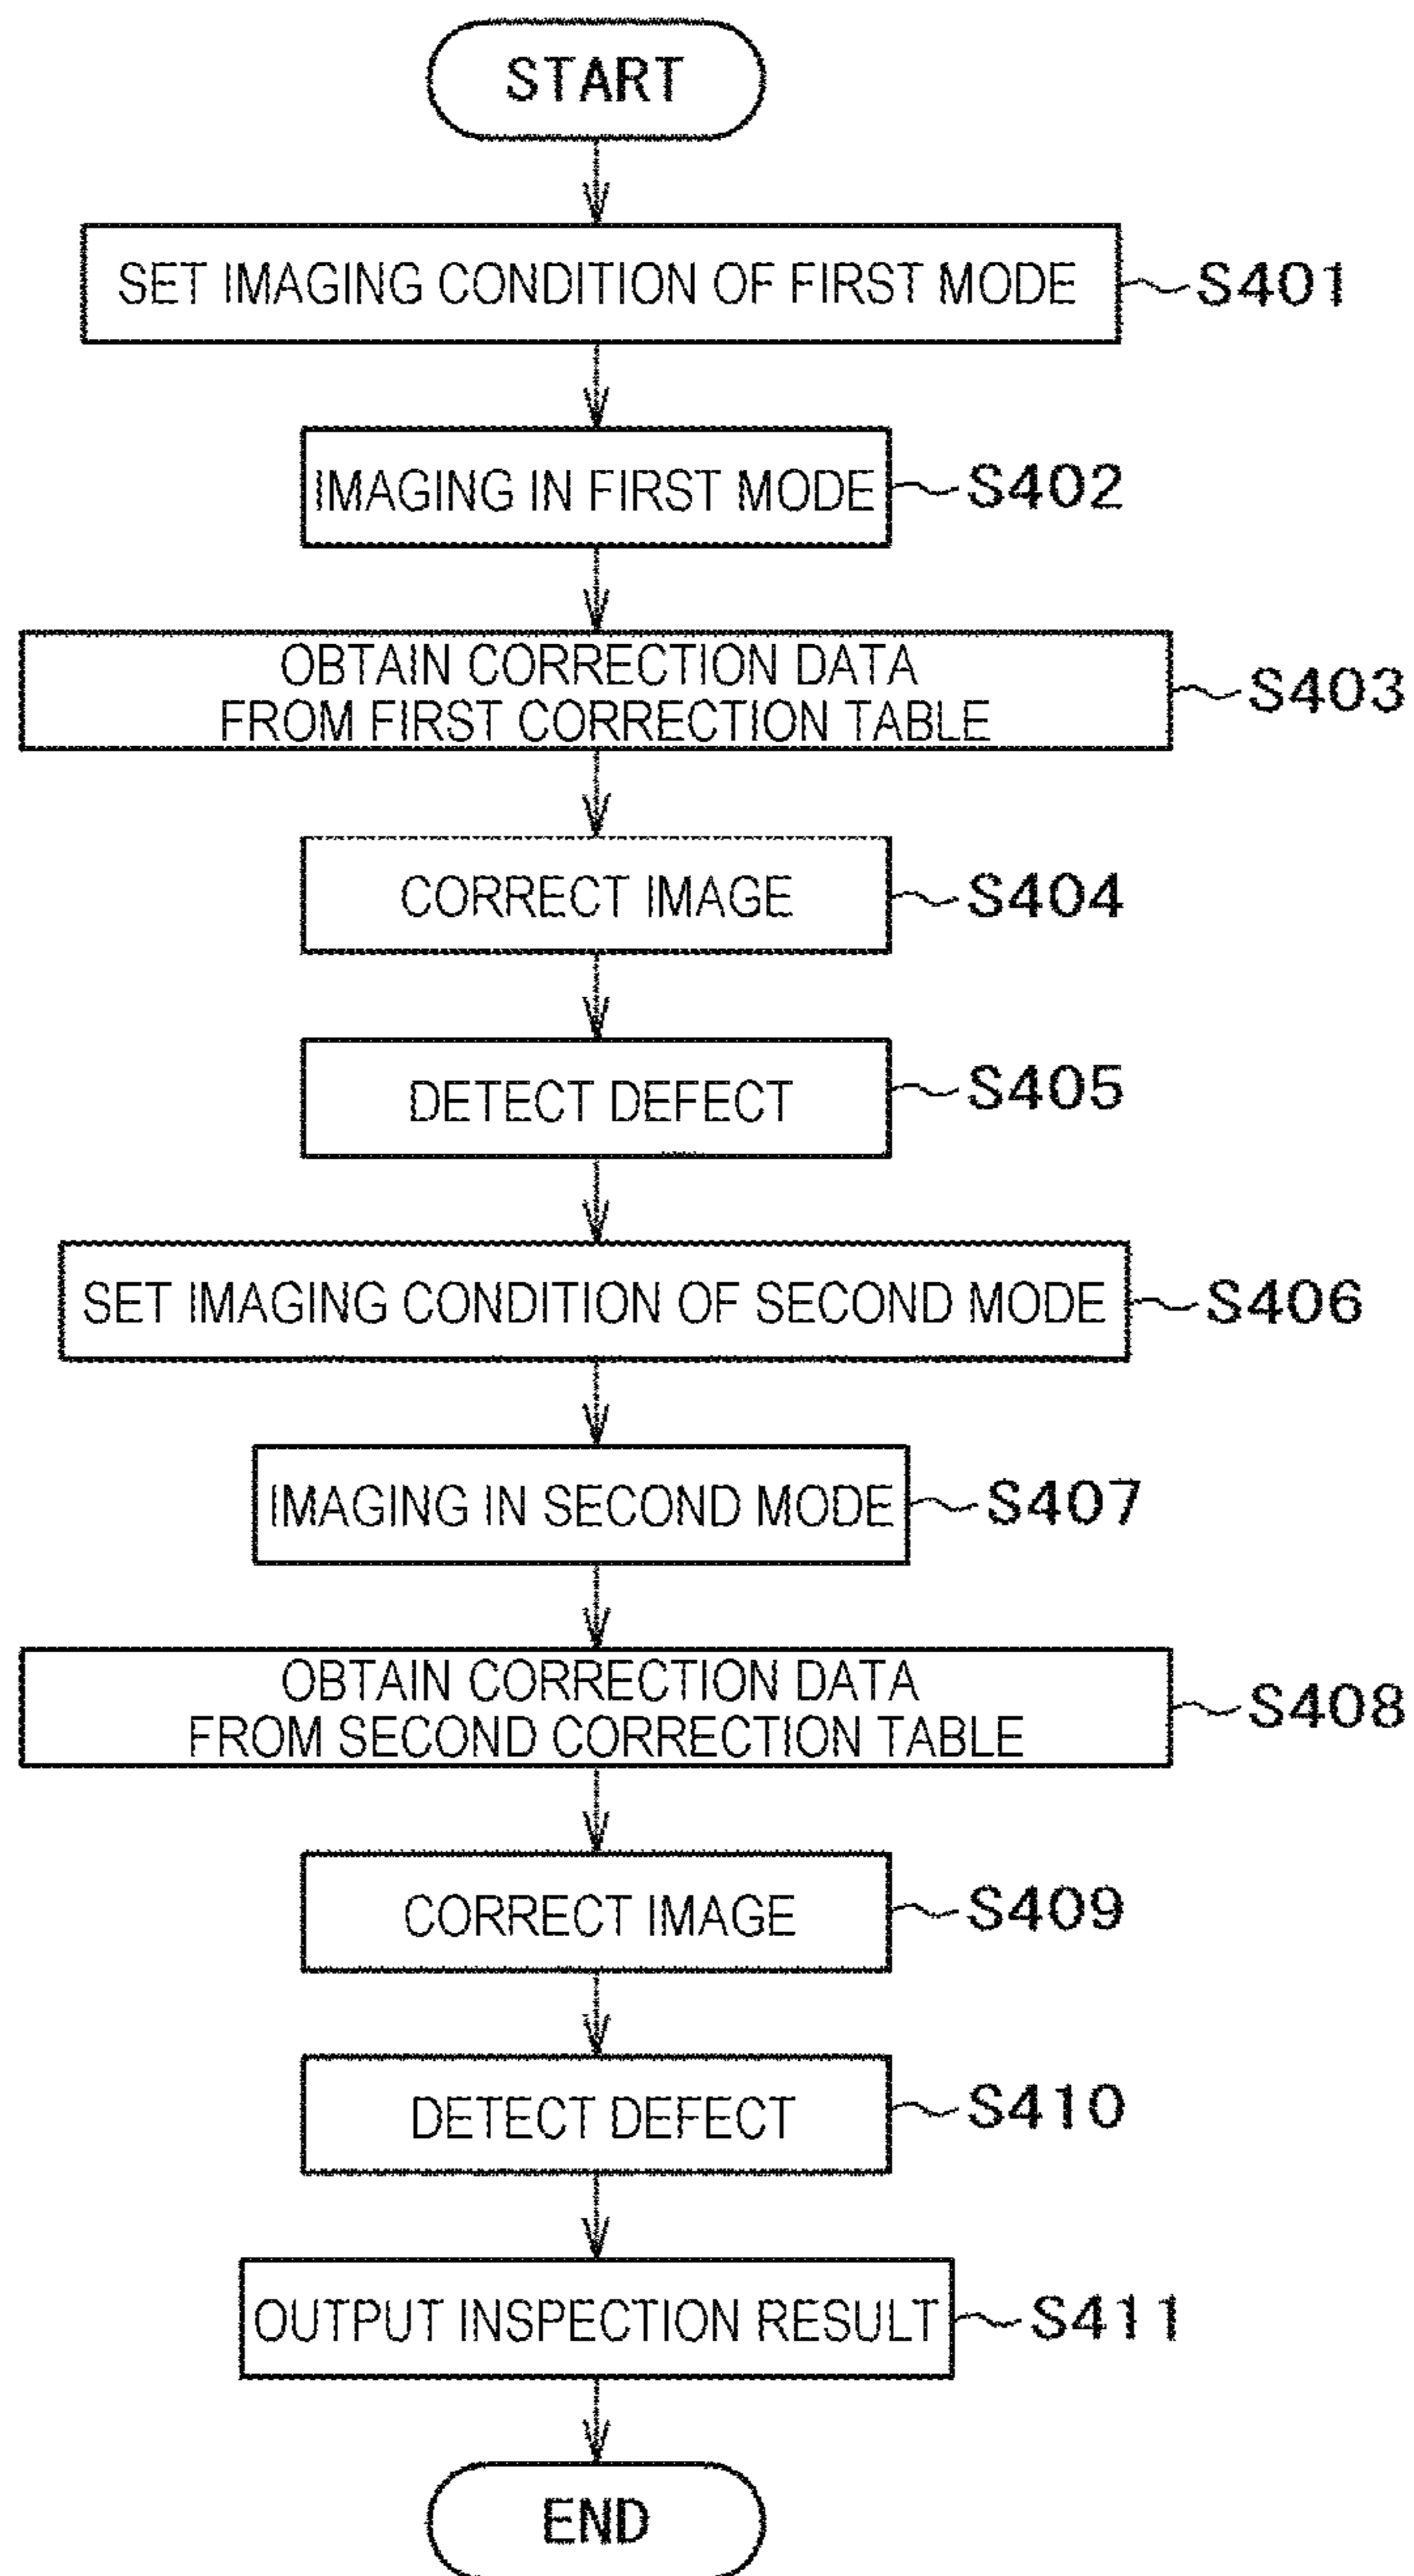 START
SET IMAGING CONDITION OF FIRST MODE
S401
IMAGING IN FIRST MODE
S402
OBTAIN CORRECTION DATA
FROM FIRST CORRECTION TABLE
S403
CORRECT IMAGE
S404
DETECT DEFECT
S405
SET IMAGING CONDITION OF SECOND MODE
S406
IMAGING IN SECOND MODE
S407
OBTAIN CORRECTION DATA
FROM SECOND CORRECTION TABLE
S408
CORRECT IMAGE
S409
DETECT DEFECT
S410
OUTPUT INSPECTION RESULT
S411
END